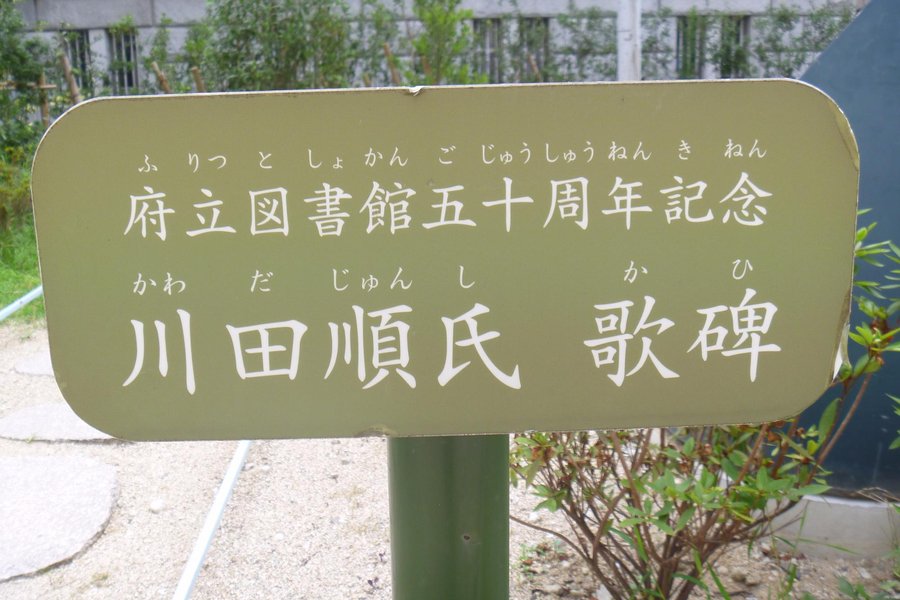 ふ りつ と しょ かん ご じゅう しゅう ねん き ねん
府立図書館五十周年記念
かわ だ じゅん し か ひ
川田順氏 歌碑